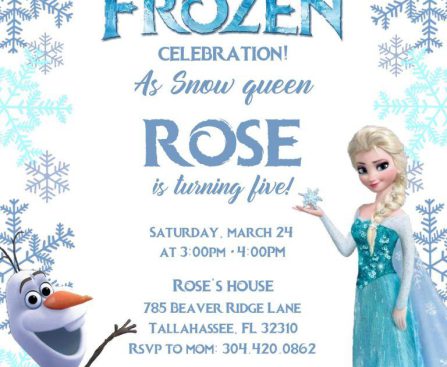 FROZEN
CELEBRATION!
As Snow queen
ROSE
is turning five!
SATURDAY, MARCH 24
AT 3:00PM - 4:00PM
ROSE'S HOUSE
785 BEAVER RIDGE LANE
TALLAHASSEE, FL 32310
RSVP TO MOM: 304.420.0862